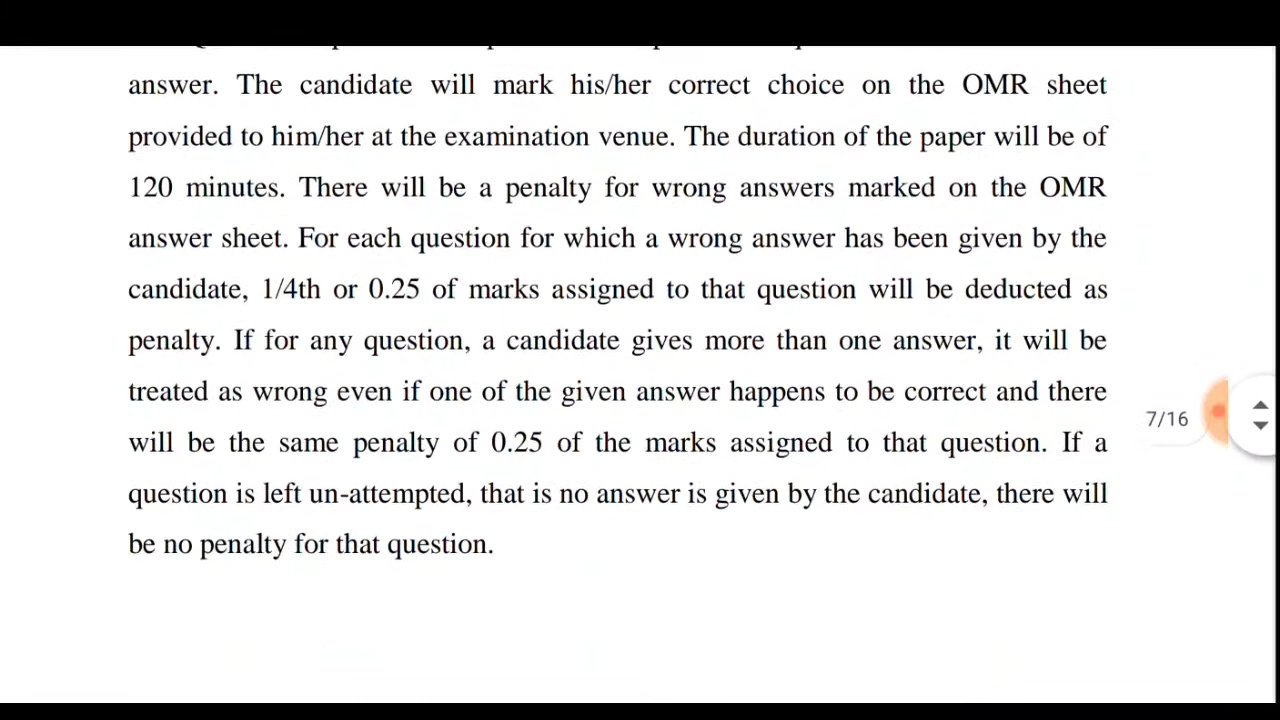 answer. The candidate will mark his/her correct choice on the OMR sheet
provided to him/her at the examination venue. The duration of the paper will be of
120 minutes. There will be a penalty for wrong answers marked on the OMR
answer sheet. For each question for which a wrong answer has been given by the
candidate, 1/4th or 0.25 of marks assigned to that question will be deducted as
penalty. If for any question, a candidate gives more than one answer, it will be
treated as wrong even if one of the given answer happens to be correct and there
will be the same penalty of 0.25 of the marks assigned to that question. If a
question is left un-attempted, that is no answer is given by the candidate, there will
be no penalty for that question.
7/16